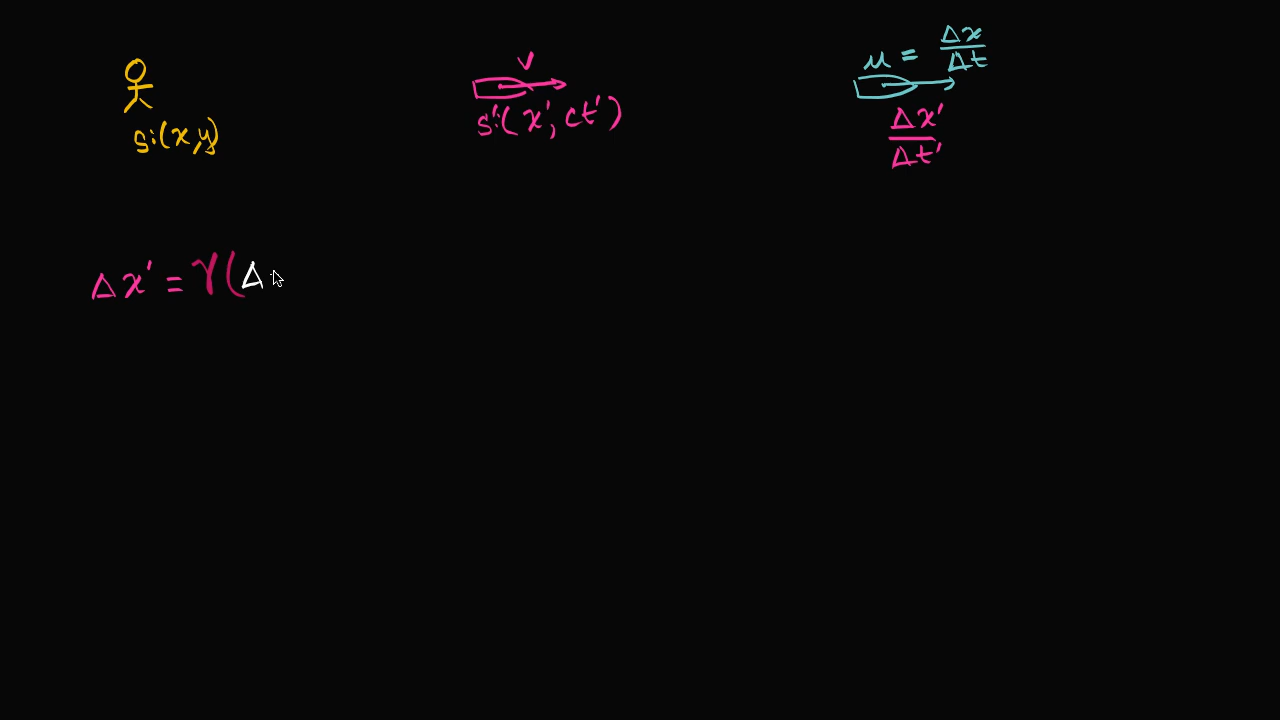 v
μ = Δx/Δt
S:(x,y)
S':(x',ct')
Δx'/Δt'
Δx' = γ(Δ